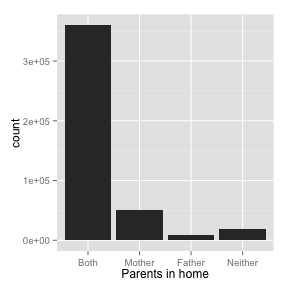 count
3e+05
2e+05
1e+05
0e+00
Both Mother Father Neither
Parents in home